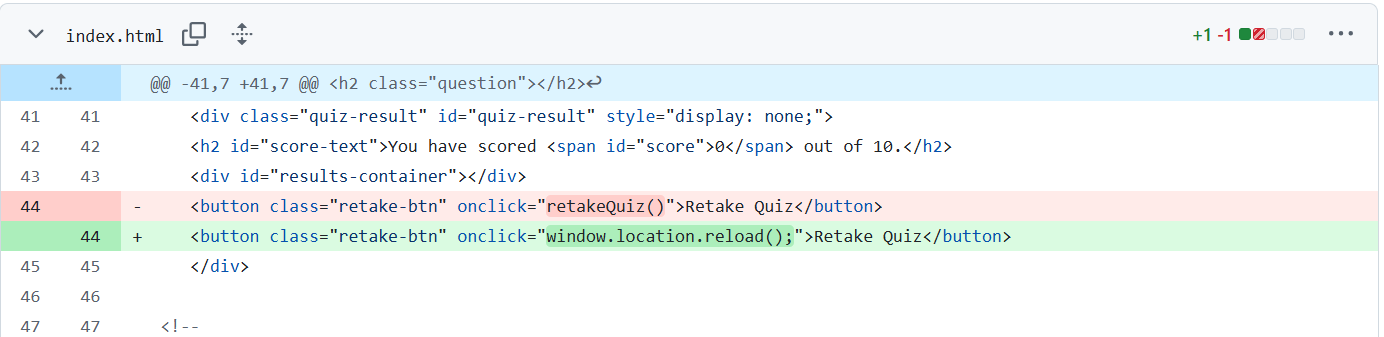 index.html +1 -1
@@ -41,7 +41,7 @@ <h2 class="question"></h2>↩
41 41 <div class="quiz-result" id="quiz-result" style="display: none;">
42 42 <h2 id="score-text">You have scored <span id="score">0</span> out of 10.</h2>
43 43 <div id="results-container"></div>
44 - <button class="retake-btn" onclick="retakeQuiz()">Retake Quiz</button>
44 + <button class="retake-btn" onclick="window.location.reload();">Retake Quiz</button>
45 45 </div>
46 46
47 47 <!--